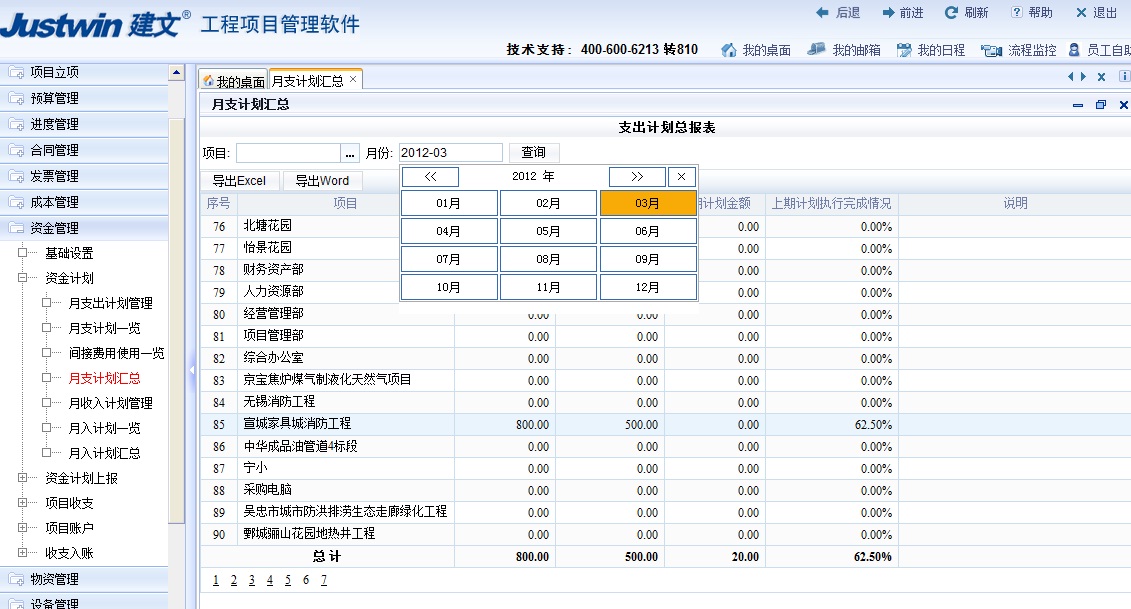 Justwin 建文® 工程项目管理软件
后退 前进 刷新 帮助 退出
技术支持：400-600-6213 转810 我的桌面 我的邮箱 我的日程 流程监控 员工自助
项目立项
预算管理
进度管理
合同管理
发票管理
成本管理
资金管理
基础设置
资金计划
月支出计划管理
月支计划一览
间接费用使用一览
月支计划汇总
月收入计划管理
月入计划一览
月入计划汇总
资金计划上报
项目收支
项目账户
收支入账
物资管理
设备管理
我的桌面 月支计划汇总 ×
月支计划汇总
支出计划总报表
项目: ... 月份: 2012-03 查询
导出Excel 导出Word
<< 2012 年 >> ×
01月 02月 03月
04月 05月 06月
07月 08月 09月
10月 11月 12月
序号 项目 计划金额 上期计划执行完成情况 说明
76 北塘花园 0.00 0.00%
77 怡景花园 0.00 0.00%
78 财务资产部 0.00 0.00%
79 人力资源部 0.00 0.00%
80 经营管理部 0.00 0.00 0.00 0.00%
81 项目管理部 0.00 0.00 0.00 0.00%
82 综合办公室 0.00 0.00 0.00 0.00%
83 京宝焦炉煤气制液化天然气项目 0.00 0.00 0.00 0.00%
84 无锡消防工程 0.00 0.00 0.00 0.00%
85 宣城家具城消防工程 800.00 500.00 0.00 62.50%
86 中华成品油管道4标段 0.00 0.00 0.00 0.00%
87 宁小 0.00 0.00 0.00 0.00%
88 采购电脑 0.00 0.00 0.00 0.00%
89 吴忠市城市防洪排涝生态走廊绿化工程 0.00 0.00 0.00 0.00%
90 鄄城骊山花园地热井工程 0.00 0.00 0.00 0.00%
总计 800.00 500.00 20.00 62.50%
1 2 3 4 5 6 7